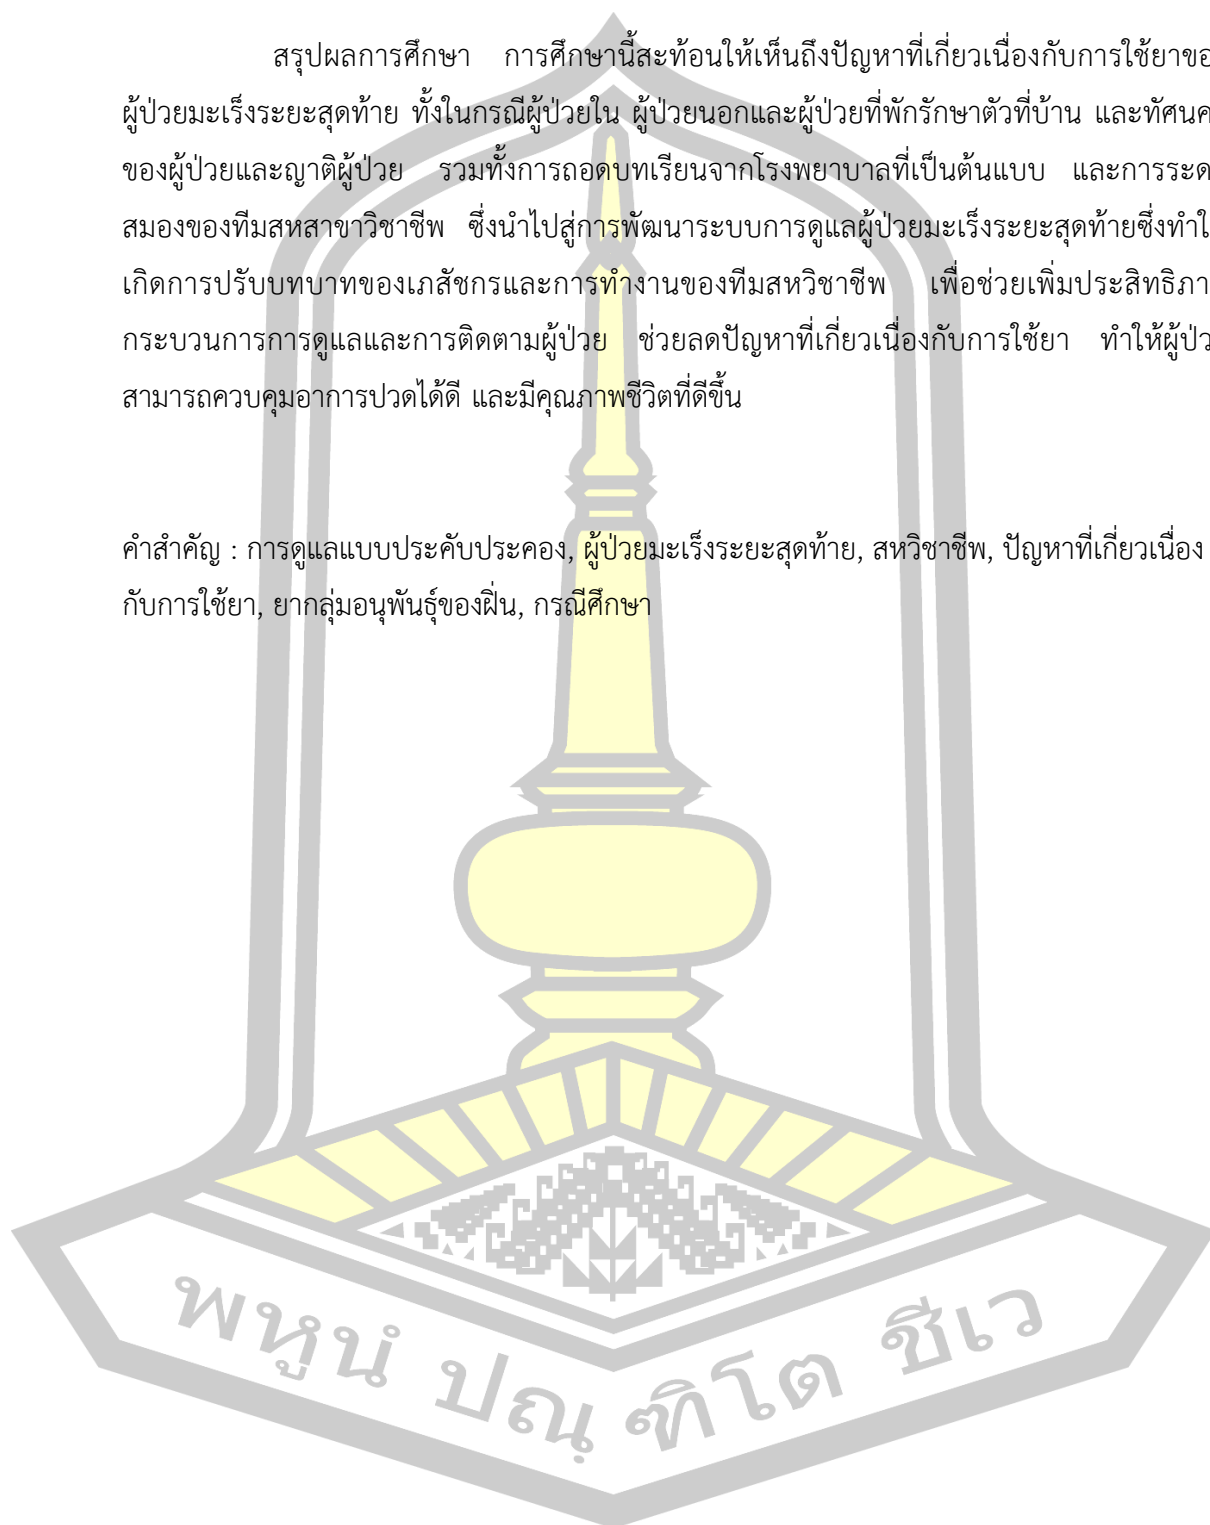 สรุปผลการศึกษา การศึกษานี้สะท้อนให้เห็นถึงปัญหาที่เกี่ยวเนื่องกับการใช้ยาขอ
ผู้ป่วยมะเร็งระยะสุดท้าย ทั้งในกรณีผู้ป่วยใน ผู้ป่วยนอกและผู้ป่วยที่พักรักษาตัวที่บ้าน และทัศนค
ของผู้ป่วยและญาติผู้ป่วย รวมทั้งการถอดบทเรียนจากโรงพยาบาลที่เป็นต้นแบบ และการระด
สมองของทีมสหสาขาวิชาชีพ ซึ่งนำไปสู่การพัฒนาระบบการดูแลผู้ป่วยมะเร็งระยะสุดท้ายซึ่งทำใ
เกิดการปรับบทบาทของเภสัชกรและการทำงานของทีมสหวิชาชีพ เพื่อช่วยเพิ่มประสิทธิภา
กระบวนการการดูแลและการติดตามผู้ป่วย ช่วยลดปัญหาที่เกี่ยวเนื่องกับการใช้ยา ทำให้ผู้ป่ว
สามารถควบคุมอาการปวดได้ดี และมีคุณภาพชีวิตที่ดีขึ้น
คำสำคัญ : การดูแลแบบประคับประคอง, ผู้ป่วยมะเร็งระยะสุดท้าย, สหวิชาชีพ, ปัญหาที่เกี่ยวเนื่อง
กับการใช้ยา, ยากลุ่มอนุพันธุ์ของฝิ่น, กรณีศึกษา
พหูนํ ปณฺ ฑิโต ชีเว